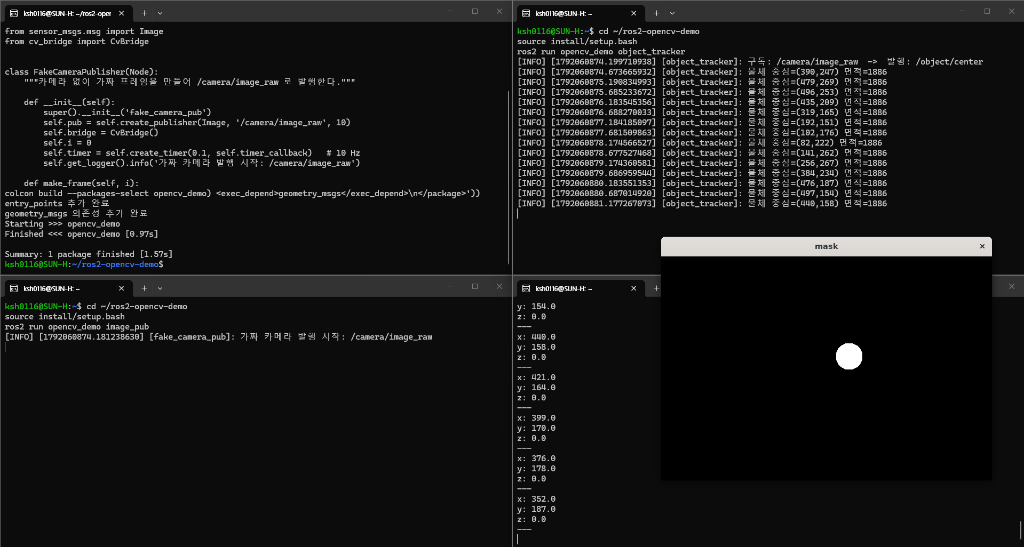 ksh0116@SUN-H: ~/ros2-oper
from sensor_msgs.msg import Image
from cv_bridge import CvBridge
class FakeCameraPublisher(Node):
"""카메라 없이 가짜 프레임을 만들어 /camera/image_raw 로 발행한다."""
def __init__(self):
super().__init__('fake_camera_pub')
self.pub = self.create_publisher(Image, '/camera/image_raw', 10)
self.bridge = CvBridge()
self.i = 0
self.timer = self.create_timer(0.1, self.timer_callback)   # 10 Hz
self.get_logger().info('가짜 카메라 발행 시작: /camera/image_raw')
def make_frame(self, i):
colcon build --packages-select opencv_demo) <exec_depend>geometry_msgs</exec_depend>\n</package>'))
entry_points 추가 완료
geometry_msgs 의존성 추가 완료
Starting >>> opencv_demo
Finished <<< opencv_demo [0.97s]
Summary: 1 package finished [1.57s]
ksh0116@SUN-H:~/ros2-opencv-demo$
ksh0116@SUN-H: ~
ksh0116@SUN-H:~$ cd ~/ros2-opencv-demo
source install/setup.bash
ros2 run opencv_demo object_tracker
[INFO] [1792060874.199710938] [object_tracker]: 구독: /camera/image_raw  -> 발행: /object/center
[INFO] [1792060874.673665932] [object_tracker]: 물체 중심=(390,247) 면적=1886
[INFO] [1792060875.190834993] [object_tracker]: 물체 중심=(479,269) 면적=1886
[INFO] [1792060875.685233672] [object_tracker]: 물체 중심=(496,253) 면적=1886
[INFO] [1792060876.183545356] [object_tracker]: 물체 중심=(435,209) 면적=1886
[INFO] [1792060876.688270033] [object_tracker]: 물체 중심=(319,165) 면적=1886
[INFO] [1792060877.184185097] [object_tracker]: 물체 중심=(192,151) 면적=1886
[INFO] [1792060877.681509863] [object_tracker]: 물체 중심=(102,176) 면적=1886
[INFO] [1792060878.174566527] [object_tracker]: 물체 중심=(82,222) 면적=1886
[INFO] [1792060878.677527468] [object_tracker]: 물체 중심=(141,262) 면적=1886
[INFO] [1792060879.174360581] [object_tracker]: 물체 중심=(256,267) 면적=1886
[INFO] [1792060879.686959544] [object_tracker]: 물체 중심=(384,234) 면적=1886
[INFO] [1792060880.183551353] [object_tracker]: 물체 중심=(476,187) 면적=1886
[INFO] [1792060880.687014920] [object_tracker]: 물체 중심=(497,154) 면적=1886
[INFO] [1792060881.177267073] [object_tracker]: 물체 중심=(440,158) 면적=1886
mask
ksh0116@SUN-H: ~
ksh0116@SUN-H:~$ cd ~/ros2-opencv-demo
source install/setup.bash
ros2 run opencv_demo image_pub
[INFO] [1792060874.181238630] [fake_camera_pub]: 가짜 카메라 발행 시작: /camera/image_raw
ksh0116@SUN-H: ~
y: 154.0
z: 0.0
---
x: 440.0
y: 158.0
z: 0.0
---
x: 421.0
y: 164.0
z: 0.0
---
x: 399.0
y: 170.0
z: 0.0
---
x: 376.0
y: 178.0
z: 0.0
---
x: 352.0
y: 187.0
z: 0.0
---